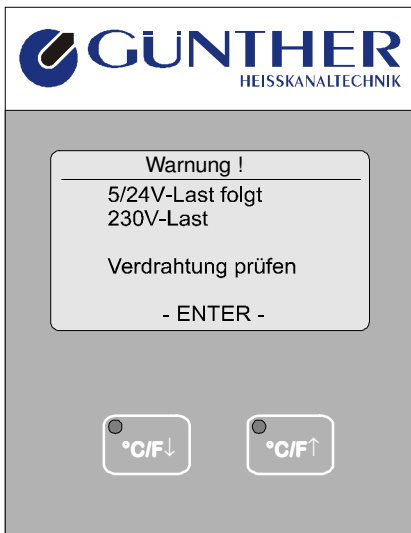 GÜNTHER
HEISSKANALTECHNIK
Warnung !
5/24V-Last folgt
230V-Last
Verdrahtung prüfen
- ENTER -
°C/F↓
°C/F↑